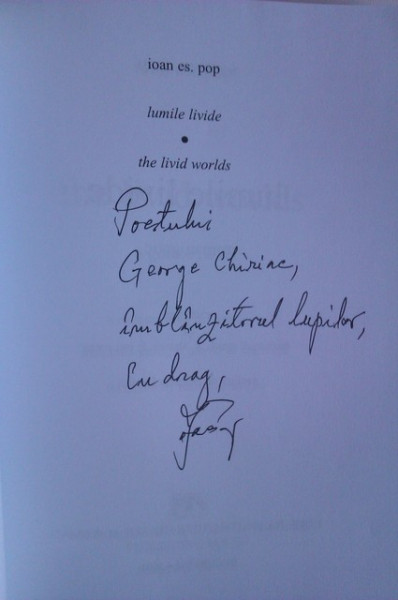 ioan es. pop
lumile livide
●
the livid worlds
Poetului
George Chiriac,
îmblânzitorul lupilor,
Cu drag,